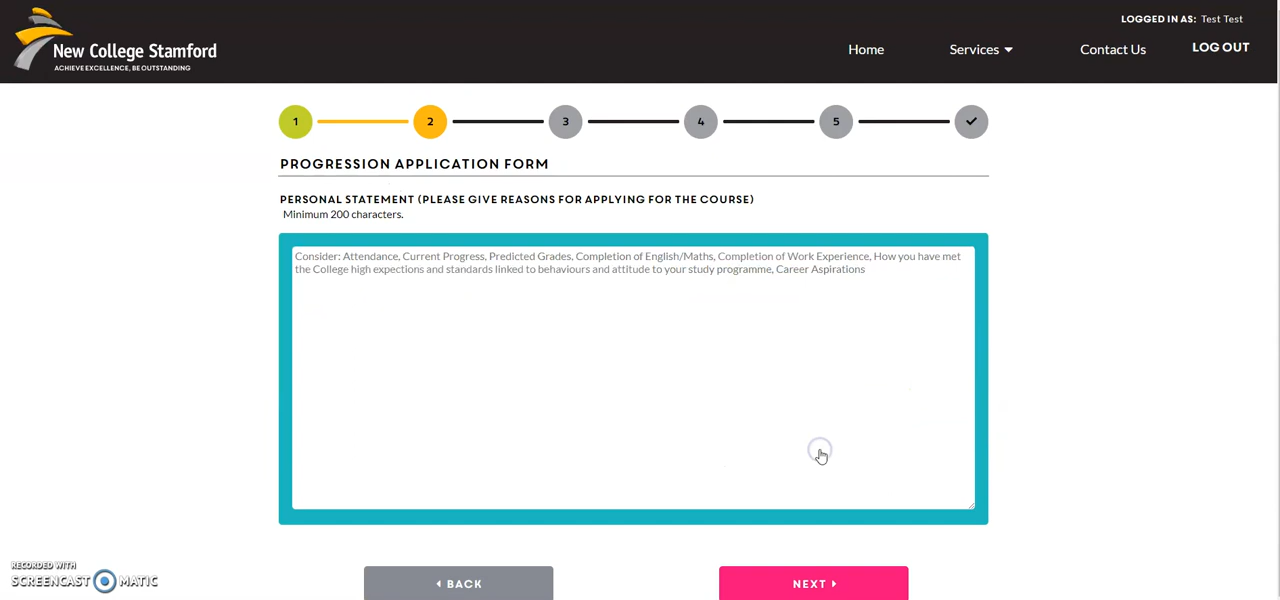 LOGGED IN AS: Test Test
New College Stamford
ACHIEVE EXCELLENCE, BE OUTSTANDING
Home Services Contact Us LOG OUT
1 2 3 4 5
PROGRESSION APPLICATION FORM
PERSONAL STATEMENT (PLEASE GIVE REASONS FOR APPLYING FOR THE COURSE)
Minimum 200 characters.
Consider: Attendance, Current Progress, Predicted Grades. Completion of English/Maths, Completion of Work Experience, How you have met
the College high expections and standards linked to behaviours and attitude to your study programme, Career Aspirations
RECORDED WITH
SCREENCAST MATIC
BACK NEXT